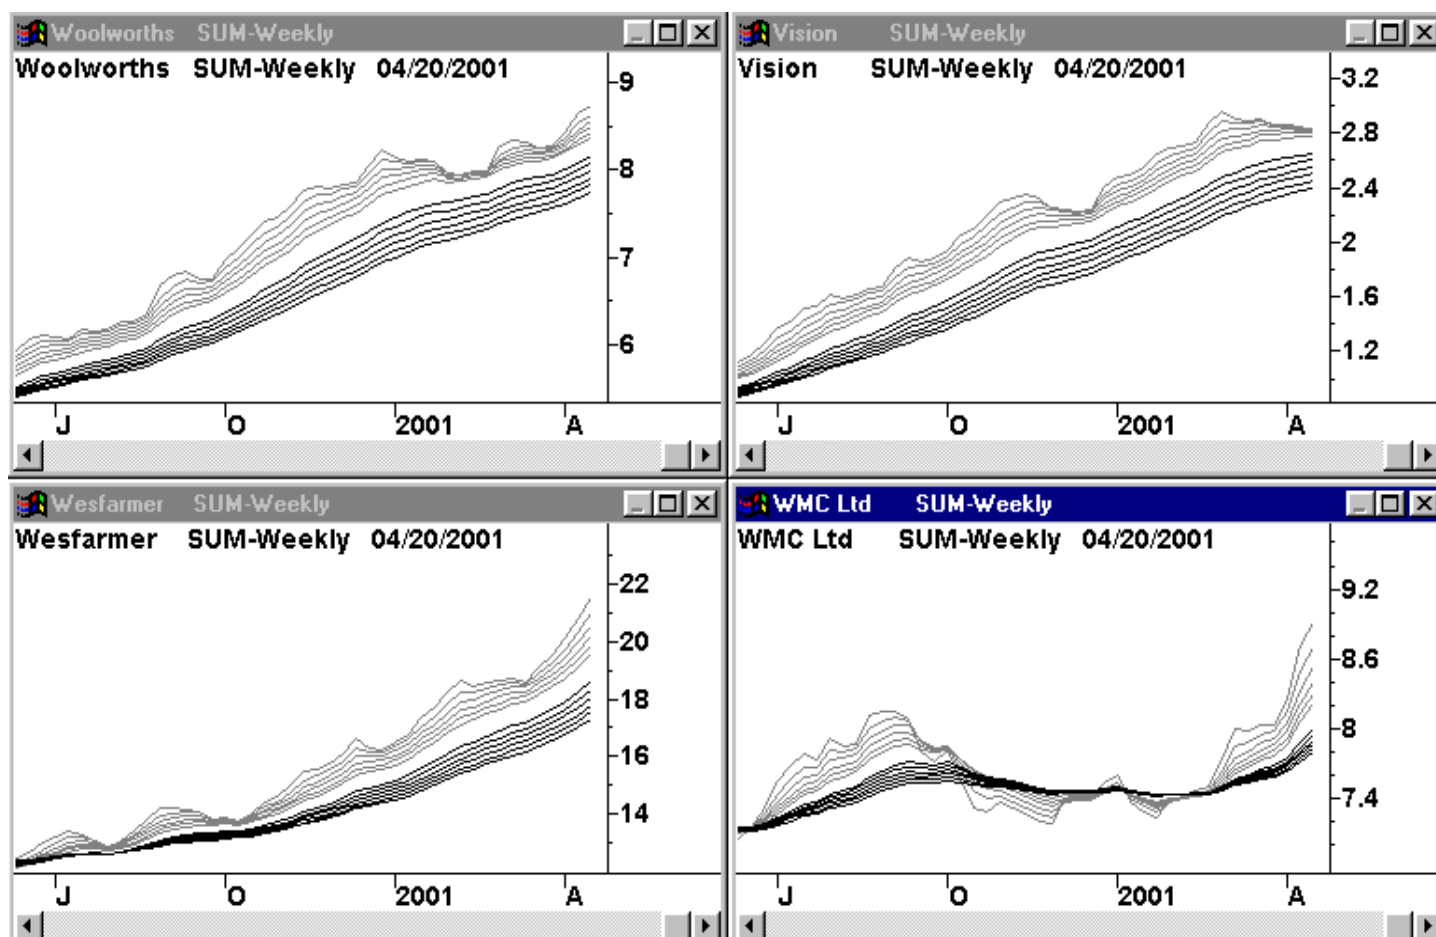 Woolworths SUM-Weekly
Woolworths SUM-Weekly 04/20/2001
9
8
7
6
J O 2001 A
Vision SUM-Weekly
Vision SUM-Weekly 04/20/2001
3.2
2.8
2.4
2
1.6
1.2
J O 2001 A
Wesfarmer SUM-Weekly
Wesfarmer SUM-Weekly 04/20/2001
22
20
18
16
14
J O 2001 A
WMC Ltd SUM-Weekly
WMC Ltd SUM-Weekly 04/20/2001
9.2
8.6
8
7.4
J O 2001 A